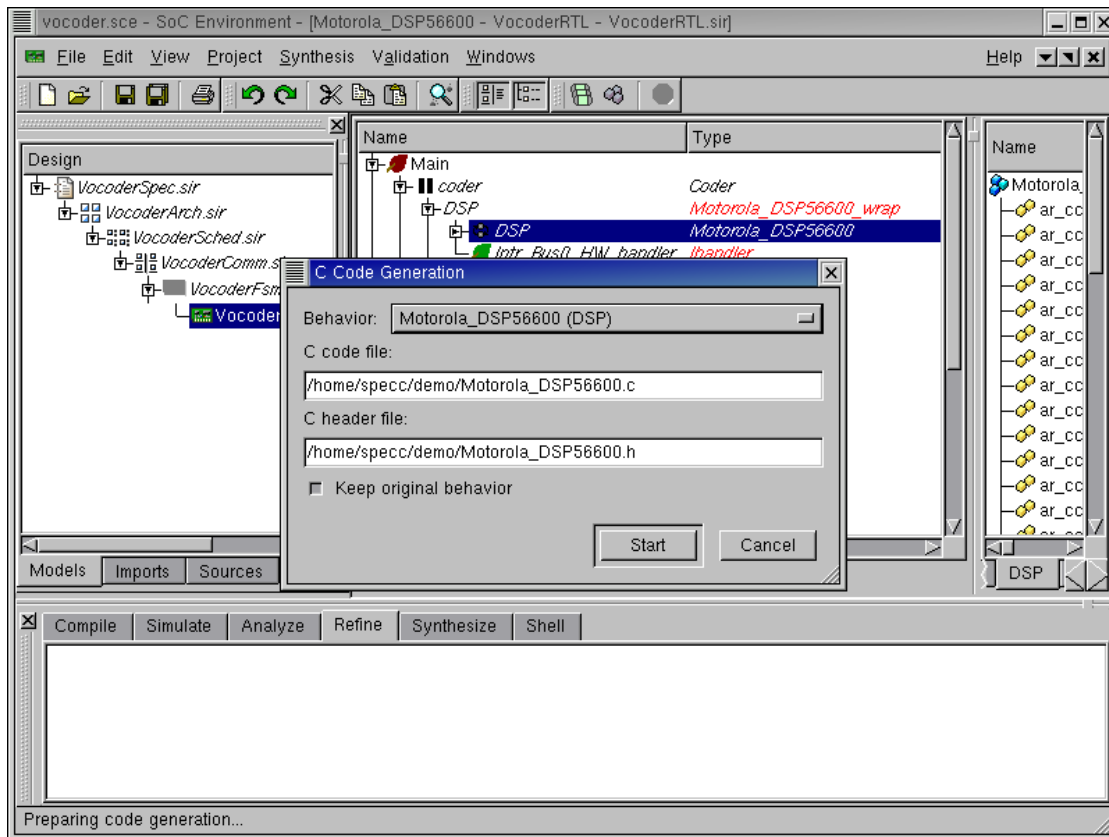 vocoder.sce - SoC Environment - [Motorola_DSP56600 - VocoderRTL - VocoderRTL.sir]
File Edit View Project Synthesis Validation Windows Help
Design
VocoderSpec.sir
VocoderArch.sir
VocoderSched.sir
VocoderComm.s
VocoderFsm
Vocoder
Models Imports Sources
Name Type
Main
coder Coder
DSP Motorola_DSP56600_wrap
DSP Motorola_DSP56600
Intr_Bus0_HW_handler Ihandler
Name
Motorola_
ar_cc
ar_cc
ar_cc
ar_cc
ar_cc
ar_cc
ar_cc
ar_cc
ar_cc
ar_cc
ar_cc
ar_cc
ar_cc
ar_cc
DSP
C Code Generation
Behavior: Motorola_DSP56600 (DSP)
C code file:
/home/specc/demo/Motorola_DSP56600.c
C header file:
/home/specc/demo/Motorola_DSP56600.h
Keep original behavior
Start Cancel
Compile Simulate Analyze Refine Synthesize Shell
Preparing code generation...